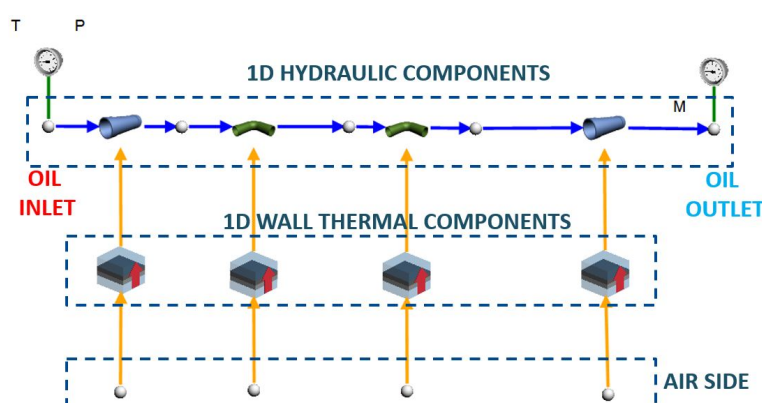 T P
1D HYDRAULIC COMPONENTS
M
OIL
INLET
OIL
OUTLET
1D WALL THERMAL COMPONENTS
AIR SIDE